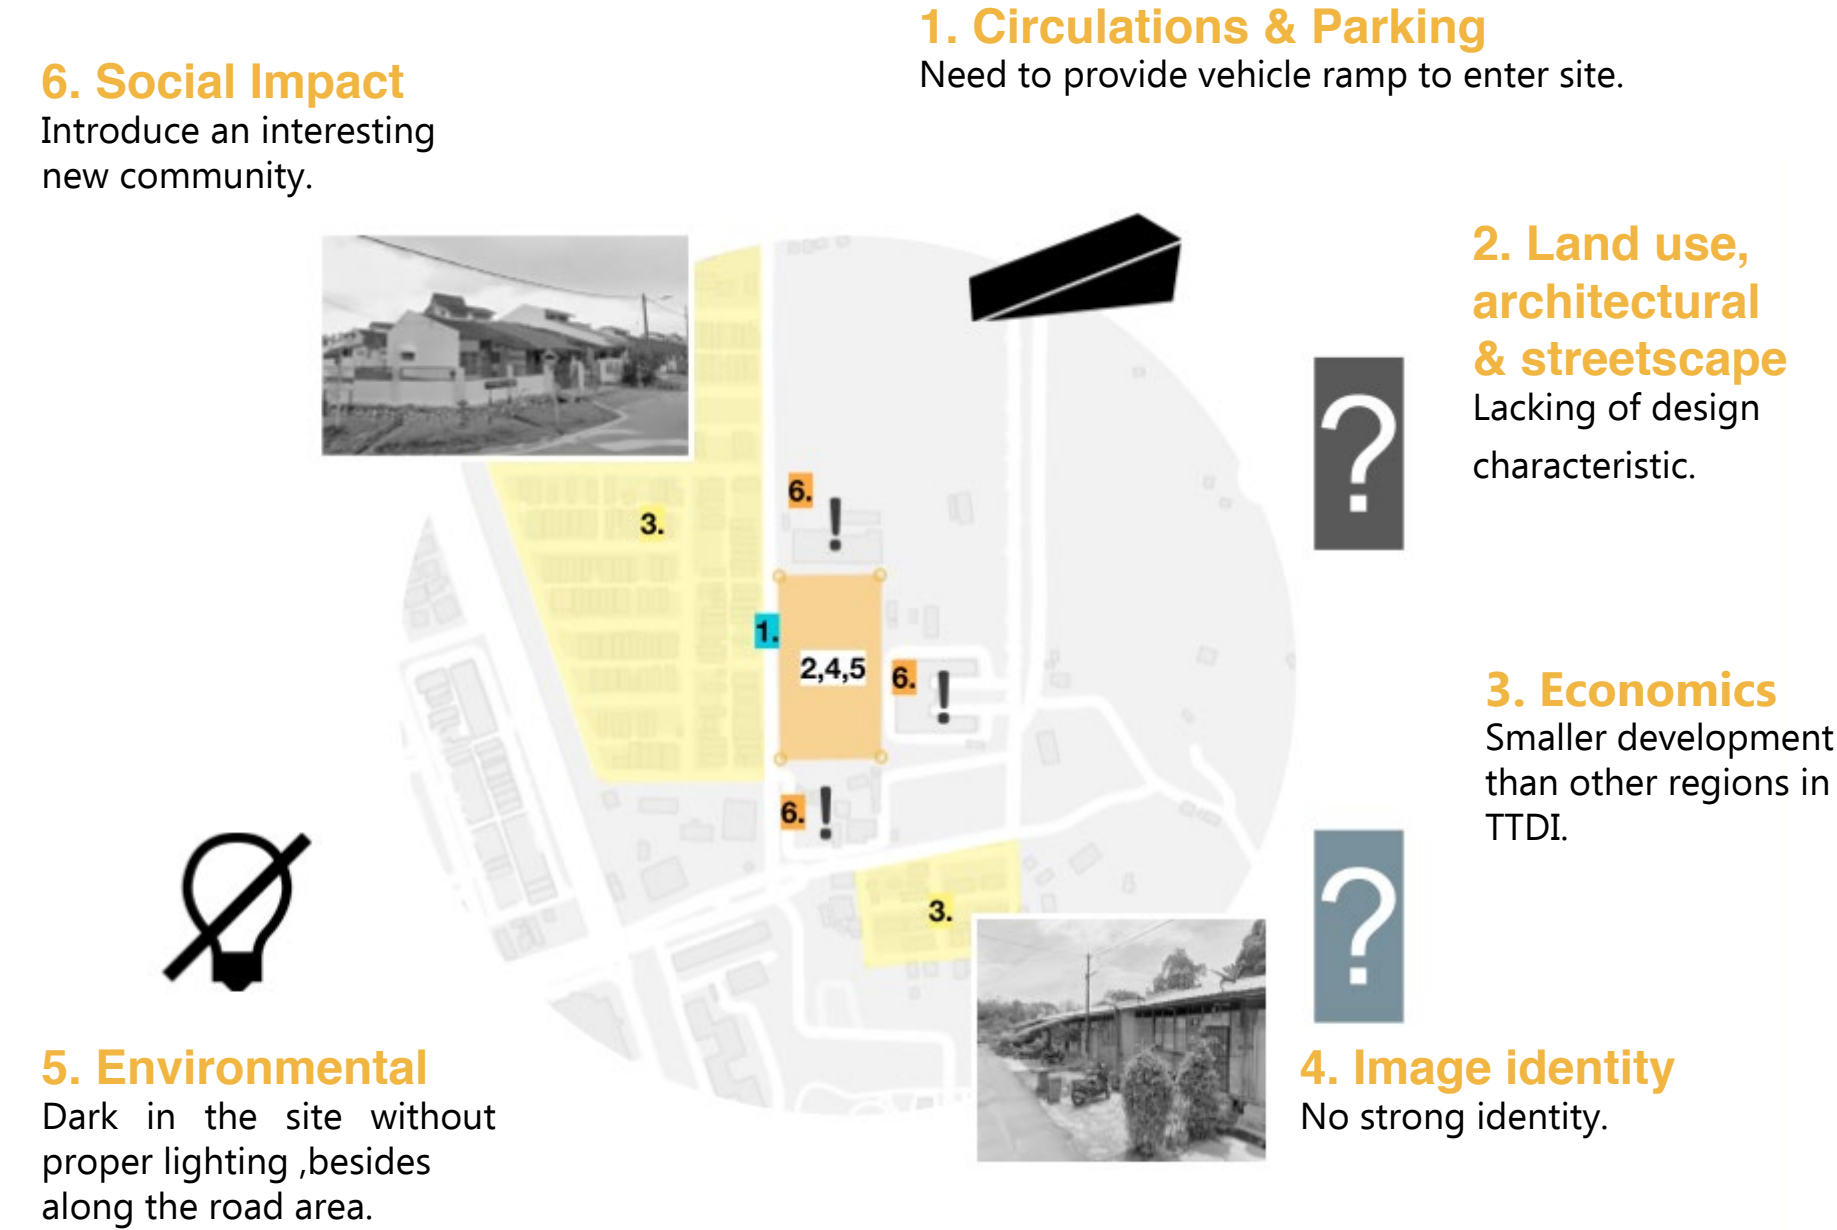 1. Circulations & Parking
Need to provide vehicle ramp to enter site.
6. Social Impact
Introduce an interesting
new community.
2. Land use,
architectural
& streetscape
Lacking of design
characteristic.
?
6.
!
3.
1.
2,4,5
6.
!
3. Economics
Smaller development
than other regions in
TTDI.
6.
!
3.
?
5. Environmental
Dark in the site without
proper lighting ,besides
along the road area.
4. Image identity
No strong identity.